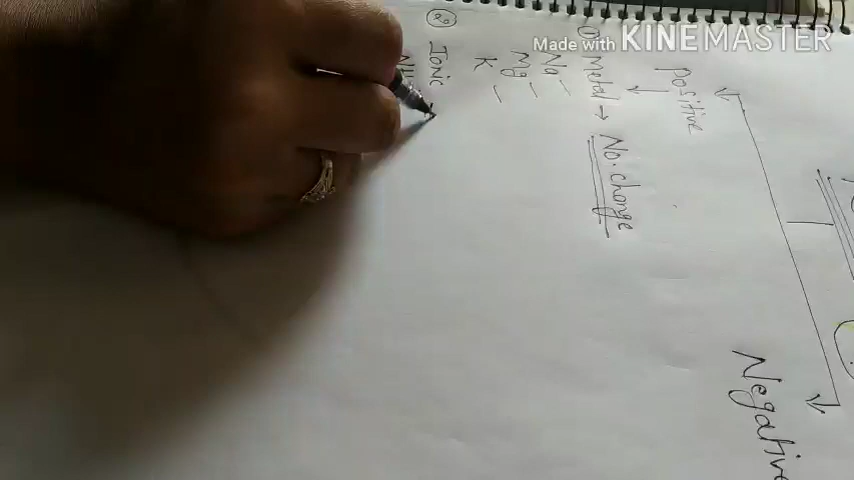 Made with KINEMASTER
Positive
Negative
① Metal → No. change
Na -
Mg -
K -
② Ionic